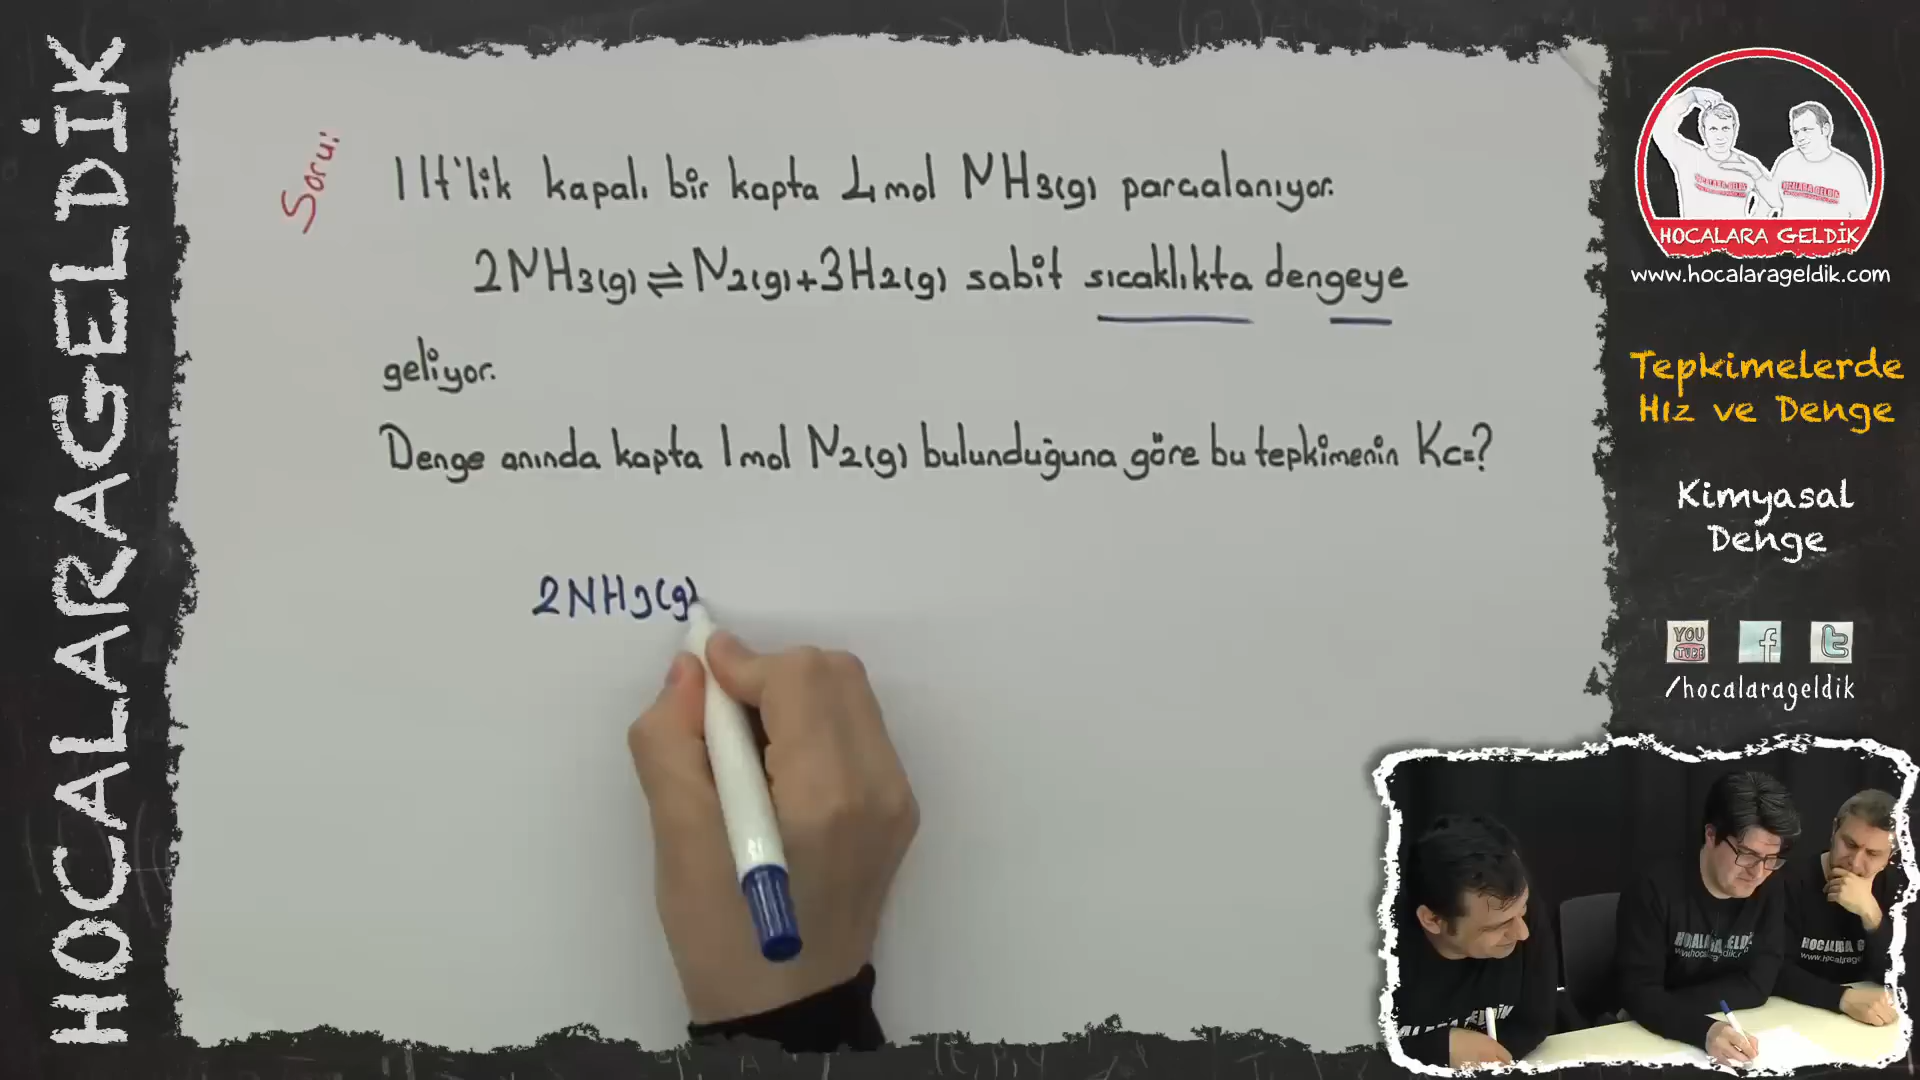 HOCALARAGELDİK
Soru:
1 lt'lik kapalı bir kapta 4 mol NH3(g) parçalanıyor.
2NH3(g) ⇌ N2(g)+3H2(g) sabit sıcaklıkta dengeye
geliyor.
Denge anında kapta 1 mol N2(g) bulunduğuna göre bu tepkimenin Kc=?
2NH3(g)
HOCALARA GELDİK
www.hocalarageldik.com
Tepkimelerde
Hız ve Denge
Kimyasal
Denge
YOU
TUBE
f
t
/hocalarageldik